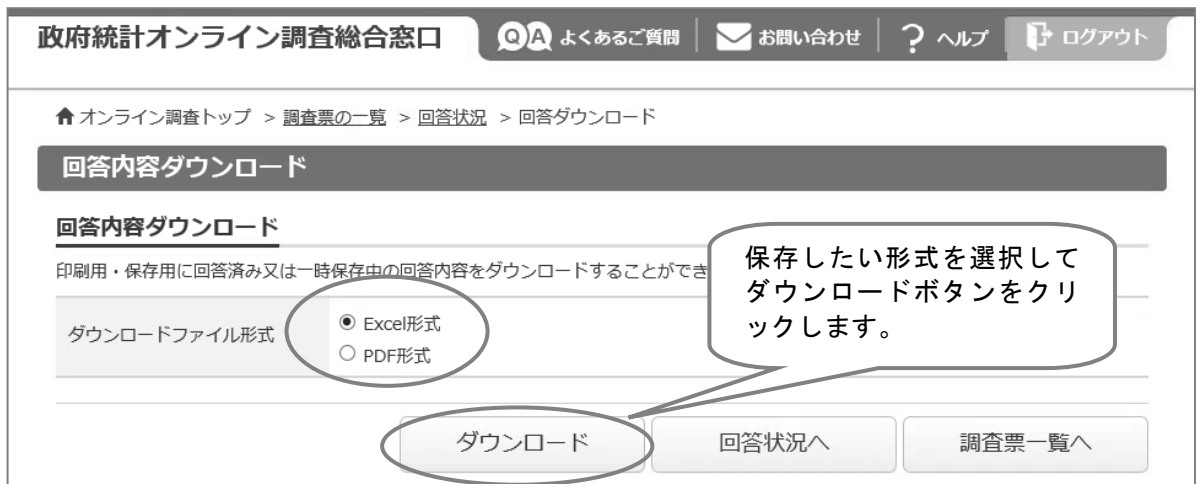 政府統計オンライン調査総合窓口
QA よくあるご質問
お問い合わせ
? ヘルプ
ログアウト
オンライン調査トップ > 調査票の一覧 > 回答状況 > 回答ダウンロード
回答内容ダウンロード
回答内容ダウンロード
印刷用・保存用に回答済み又は一時保存中の回答内容をダウンロードすることができ
保存したい形式を選択して
ダウンロードボタンをクリ
ックします。
ダウンロードファイル形式
Excel形式
PDF形式
ダウンロード
回答状況へ
調査票一覧へ